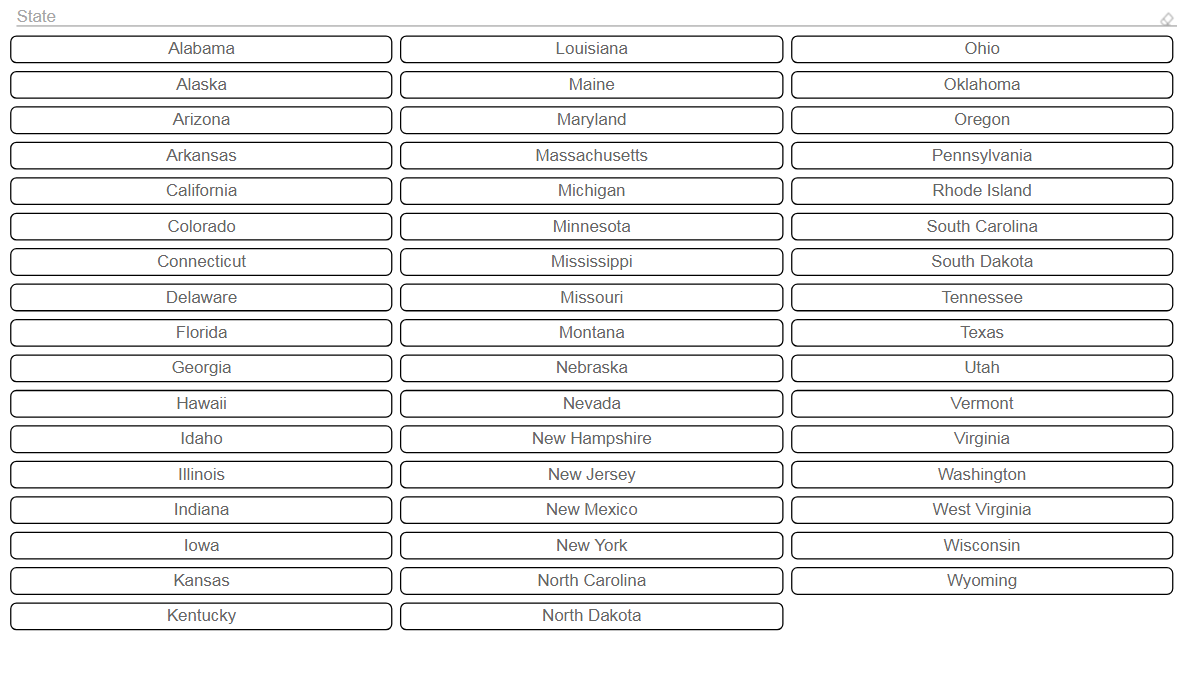 State
Alabama
Alaska
Arizona
Arkansas
California
Colorado
Connecticut
Delaware
Florida
Georgia
Hawaii
Idaho
Illinois
Indiana
Iowa
Kansas
Kentucky
Louisiana
Maine
Maryland
Massachusetts
Michigan
Minnesota
Mississippi
Missouri
Montana
Nebraska
Nevada
New Hampshire
New Jersey
New Mexico
New York
North Carolina
North Dakota
Ohio
Oklahoma
Oregon
Pennsylvania
Rhode Island
South Carolina
South Dakota
Tennessee
Texas
Utah
Vermont
Virginia
Washington
West Virginia
Wisconsin
Wyoming